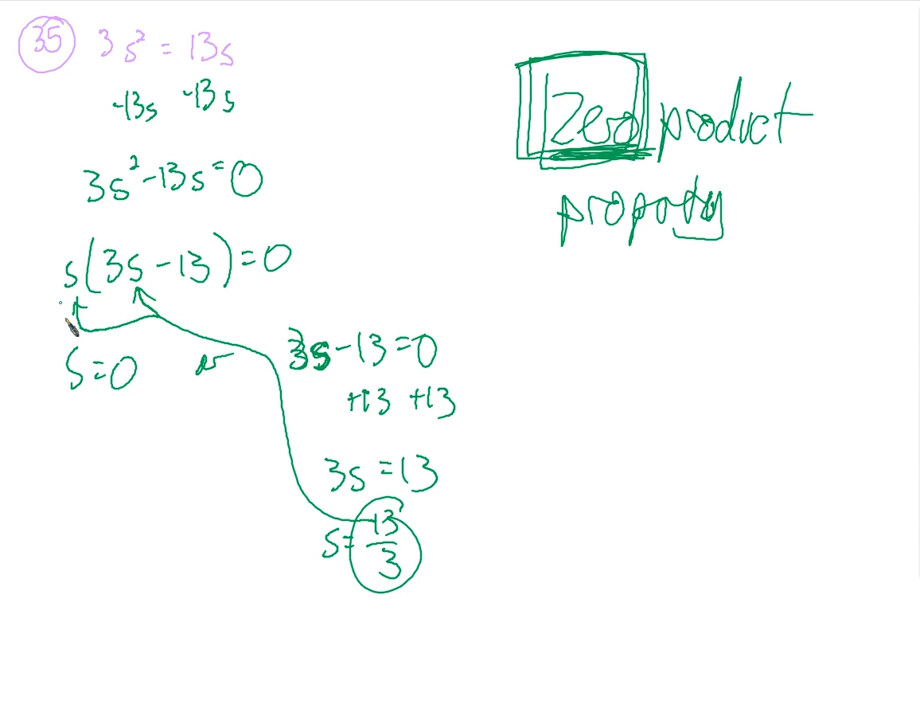 35 3s² = 13s
-13s -13s
3s² - 13s = 0
s(3s - 13) = 0
s = 0 or 3s - 13 = 0
+13 +13
3s = 13
s = 13/3
zero product
property